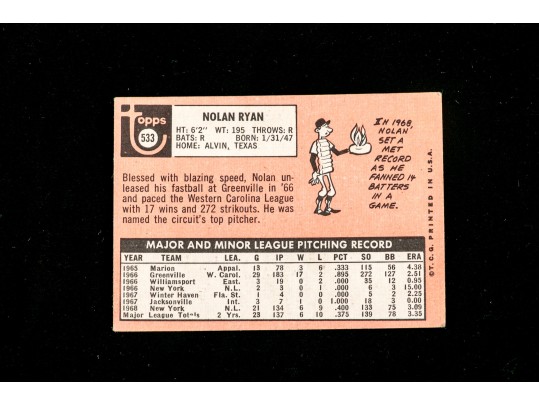 Topps
533
NOLAN RYAN
HT: 6'2" WT: 195 THROWS: R
BATS: R BORN: 1/31/47
HOME: ALVIN, TEXAS
Blessed with blazing speed, Nolan un-
leased his fastball at Greenville in '66
and paced the Western Carolina League
with 17 wins and 272 strikouts. He was
named the circuit's top pitcher.
IN 1968,
NOLAN
SET A
MET
RECORD
AS HE
FANNED 14
BATTERS
IN A
GAME.
©T.C.G. PRINTED IN U.S.A.
MAJOR AND MINOR LEAGUE PITCHING RECORD
YEAR TEAM LEA. G IP W L PCT SO BB ERA
1965 Marion Appal. 13 78 3 6 .333 115 56 4.38
1966 Greenville W. Carol. 29 183 17 2 .895 272 127 2.51
1966 Williamsport East. 3 19 0 2 .000 35 12 0.95
1966 New York N.L. 2 3 0 1 .000 6 3 15.00
1967 Winter Haven Fla. St. 1 4 0 0 .000 5 2 2.25
1967 Jacksonville Int. 3 7 1 0 1.000 18 3 0.00
1968 New York N.L. 21 134 6 9 .400 133 75 3.09
Major League Totals 2 Yrs. 23 137 6 10 .375 139 78 3.35